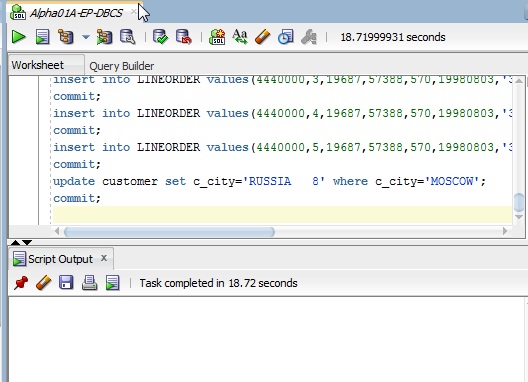 Alpha01A-EP-DBCS
18.71999931 seconds
Worksheet Query Builder
insert into LINEORDER values(4440000,3,19687,57388,570,19980803,'3
commit;
insert into LINEORDER values(4440000,4,19687,57388,570,19980803,'3
commit;
insert into LINEORDER values(4440000,5,19687,57388,570,19980803,'3
commit;
update customer set c_city='RUSSIA   8' where c_city='MOSCOW';
commit;
Script Output x
Task completed in 18.72 seconds